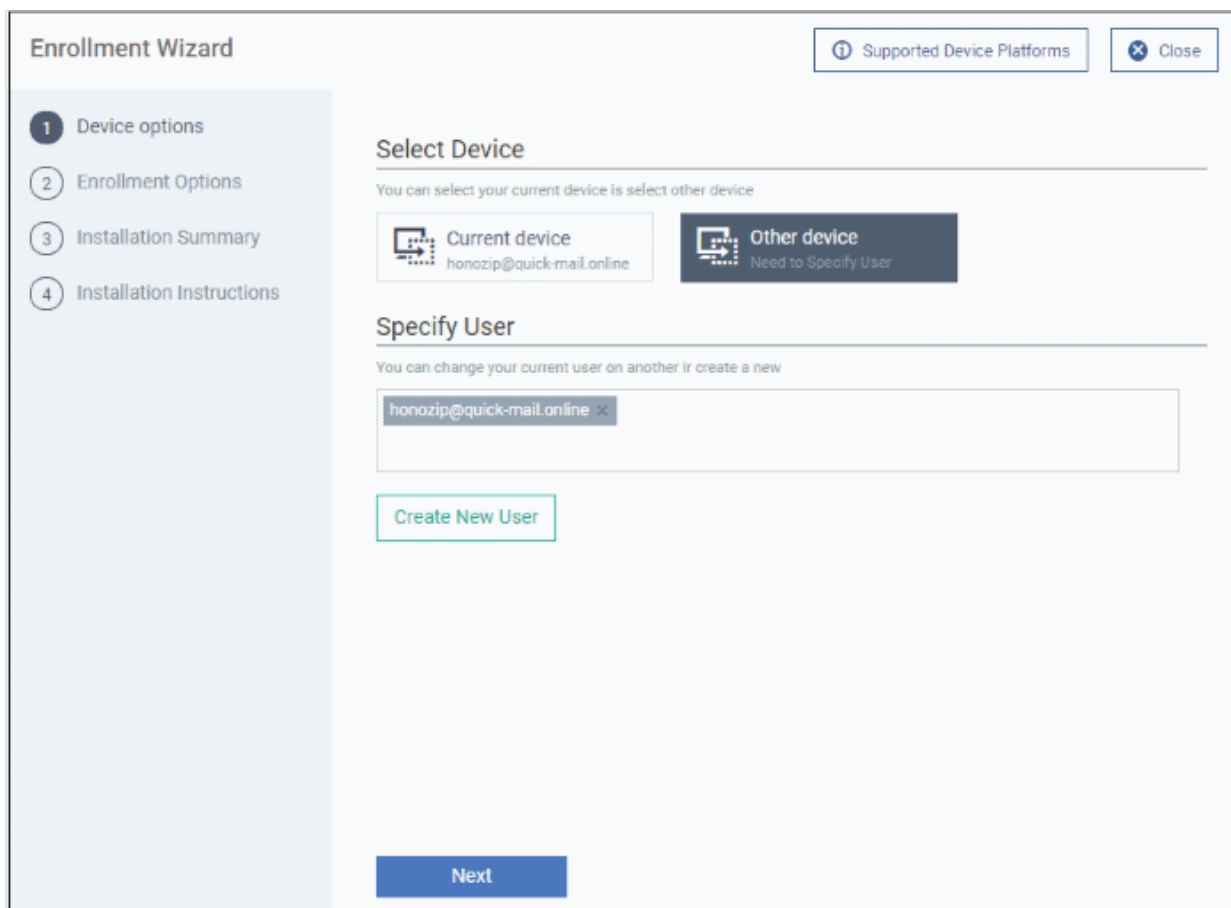 Enrollment Wizard
Supported Device Platforms
Close
1 Device options
2 Enrollment Options
3 Installation Summary
4 Installation Instructions
Select Device
You can select your current device is select other device
Current device
honozip@quick-mail.online
Other device
Need to Specify User
Specify User
You can change your current user on another ir create a new
honozip@quick-mail.online ×
Create New User
Next